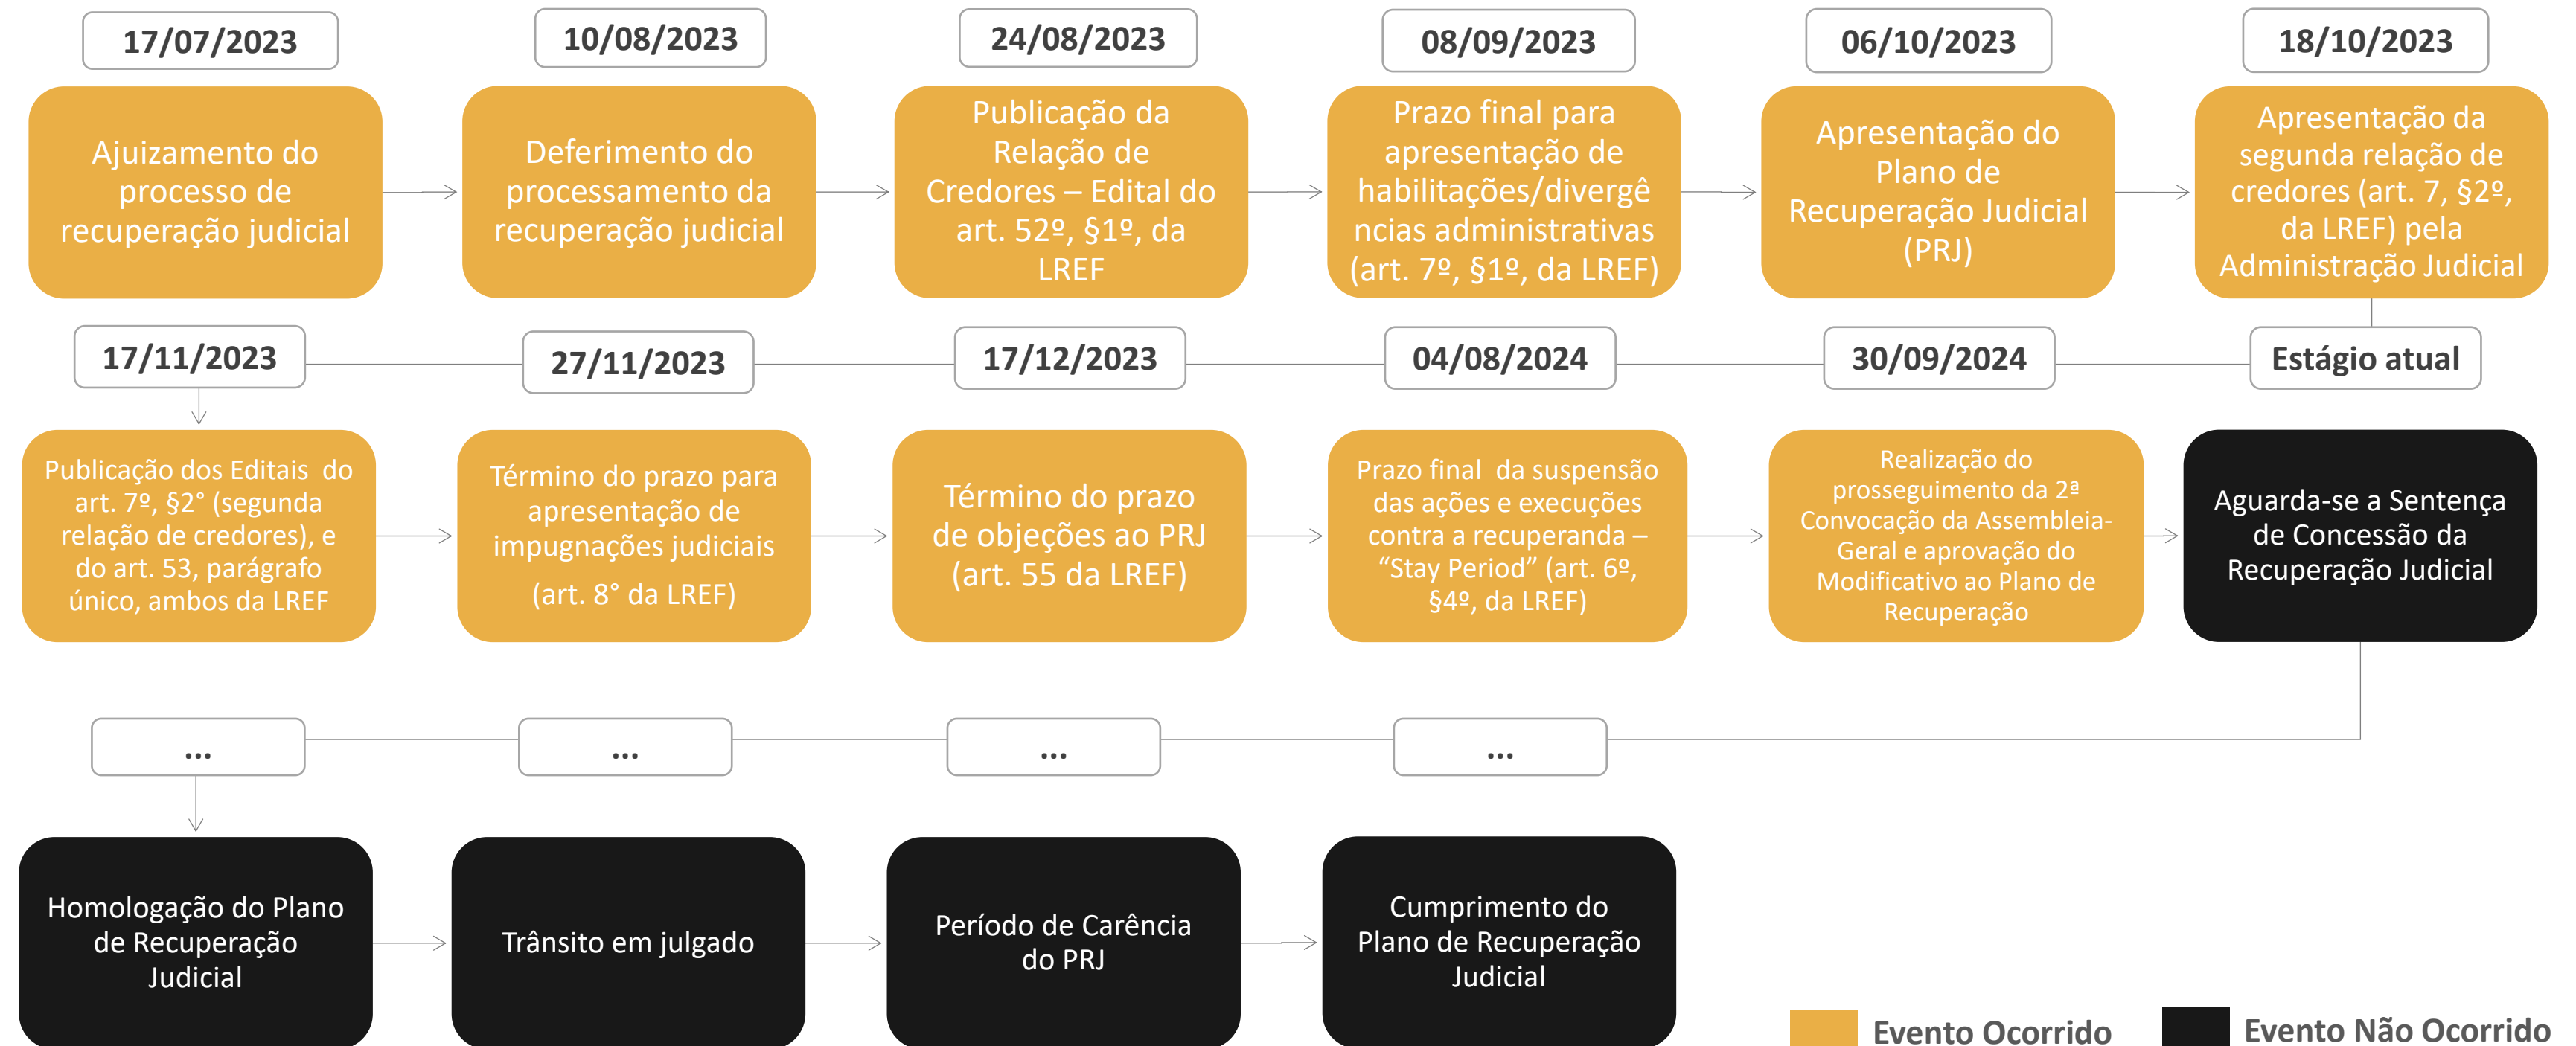 17/07/2023
10/08/2023
24/08/2023
08/09/2023
06/10/2023
18/10/2023
Ajuizamento do
processo de
recuperação judicial
Deferimento do
processamento da
recuperação judicial
Publicação da
Relação de
Credores – Edital do
art. 52º, §1º, da
LREF
Prazo final para
apresentação de
habilitações/divergê
ncias administrativas
(art. 7º, §1º, da LREF)
Apresentação do
Plano de
Recuperação Judicial
(PRJ)
Apresentação da
segunda relação de
credores (art. 7, §2º,
da LREF) pela
Administração Judicial
17/11/2023
27/11/2023
17/12/2023
04/08/2024
30/09/2024
Estágio atual
Publicação dos Editais do
art. 7º, §2° (segunda
relação de credores), e
do art. 53, parágrafo
único, ambos da LREF
Término do prazo para
apresentação de
impugnações judiciais
(art. 8° da LREF)
Término do prazo
de objeções ao PRJ
(art. 55 da LREF)
Prazo final da suspensão
das ações e execuções
contra a recuperanda –
“Stay Period” (art. 6º,
§4º, da LREF)
Realização do
prosseguimento da 2ª
Convocação da Assembleia-
Geral e aprovação do
Modificativo ao Plano de
Recuperação
Aguarda-se a Sentença
de Concessão da
Recuperação Judicial
...
...
...
...
Homologação do Plano
de Recuperação
Judicial
Trânsito em julgado
Período de Carência
do PRJ
Cumprimento do
Plano de Recuperação
Judicial
Evento Ocorrido
Evento Não Ocorrido